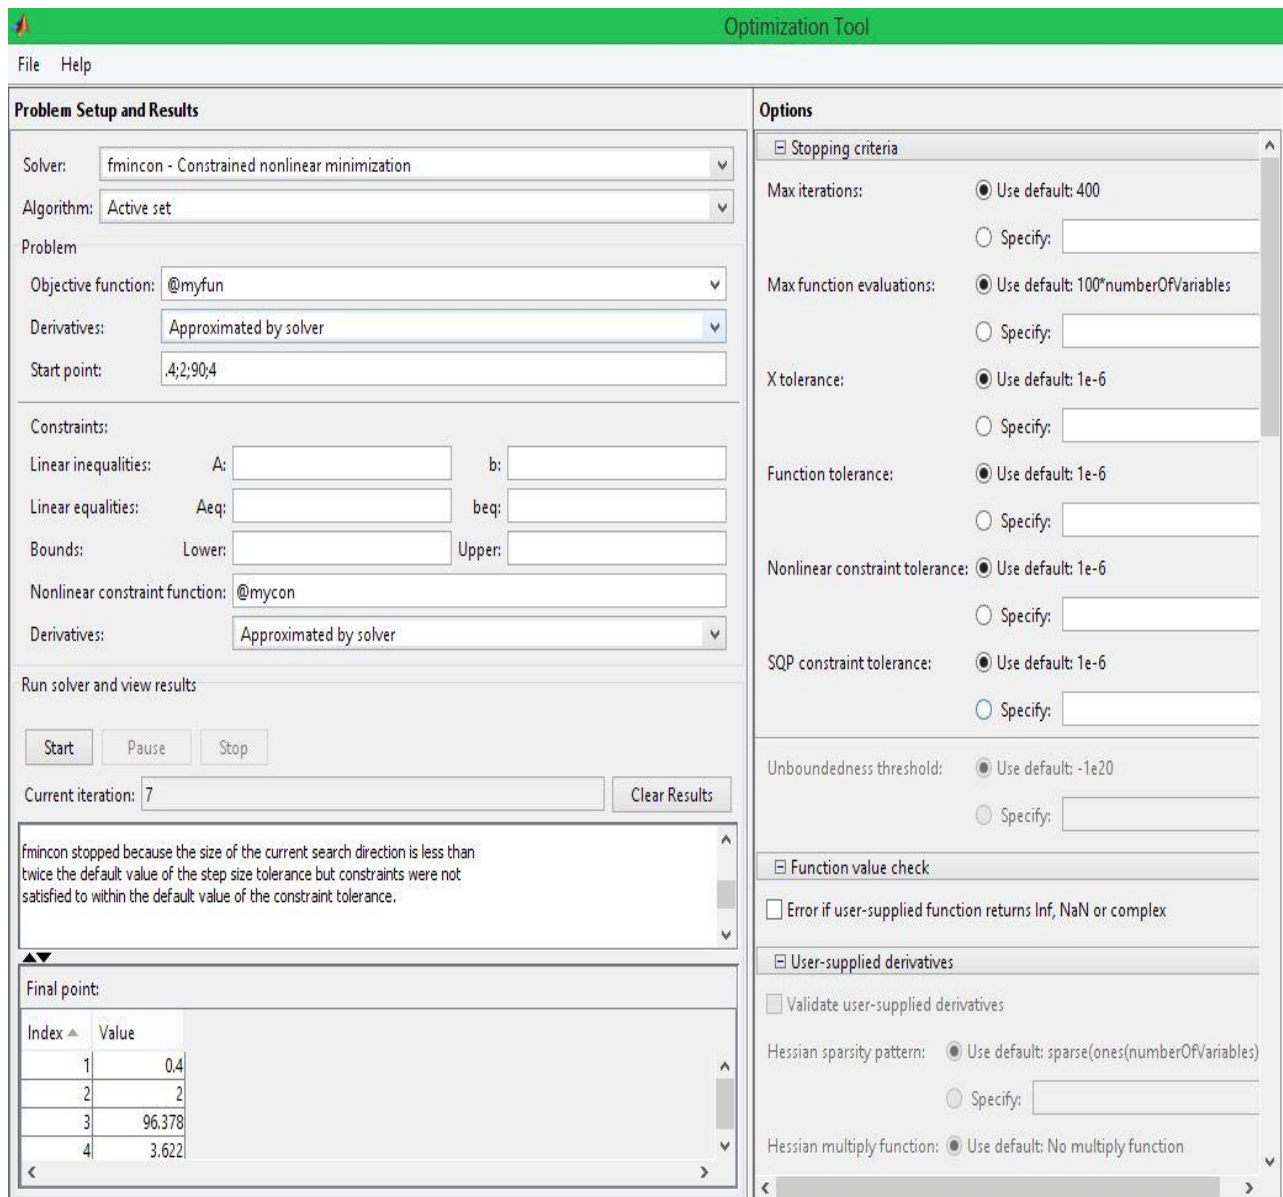 Optimization Tool
File Help
Problem Setup and Results
Solver: fmincon - Constrained nonlinear minimization
Algorithm: Active set
Problem
Objective function: @myfun
Derivatives: Approximated by solver
Start point: .4;2;90;4
Constraints:
Linear inequalities: A: b:
Linear equalities: Aeq: beq:
Bounds: Lower: Upper:
Nonlinear constraint function: @mycon
Derivatives: Approximated by solver
Run solver and view results
Start Pause Stop
Current iteration: 7 Clear Results
fmincon stopped because the size of the current search direction is less than
twice the default value of the step size tolerance but constraints were not
satisfied to within the default value of the constraint tolerance.
Final point:
Index Value
1 0.4
2 2
3 96.378
4 3.622
Options
Stopping criteria
Max iterations: Use default: 400
Specify:
Max function evaluations: Use default: 100*numberOfVariables
Specify:
X tolerance: Use default: 1e-6
Specify:
Function tolerance: Use default: 1e-6
Specify:
Nonlinear constraint tolerance: Use default: 1e-6
Specify:
SQP constraint tolerance: Use default: 1e-6
Specify:
Unboundedness threshold: Use default: -1e20
Specify:
Function value check
Error if user-supplied function returns Inf, NaN or complex
User-supplied derivatives
Validate user-supplied derivatives
Hessian sparsity pattern: Use default: sparse(ones(numberOfVariables)
Specify:
Hessian multiply function: Use default: No multiply function